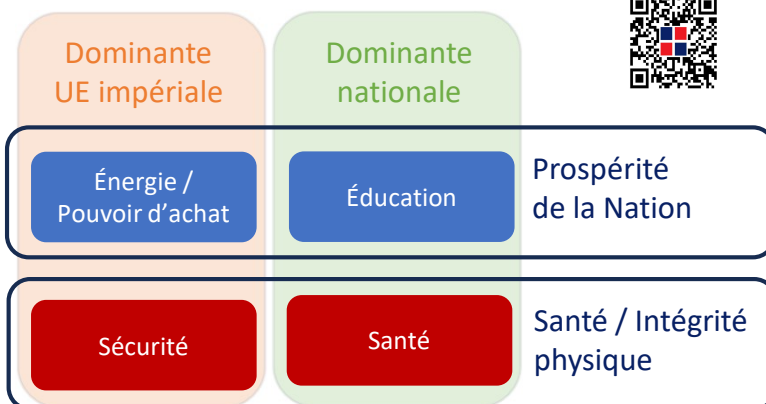 Dominante
UE impériale
Dominante
nationale
Énergie /
Pouvoir d'achat
Éducation
Prospérité
de la Nation
Sécurité
Santé
Santé / Intégrité
physique